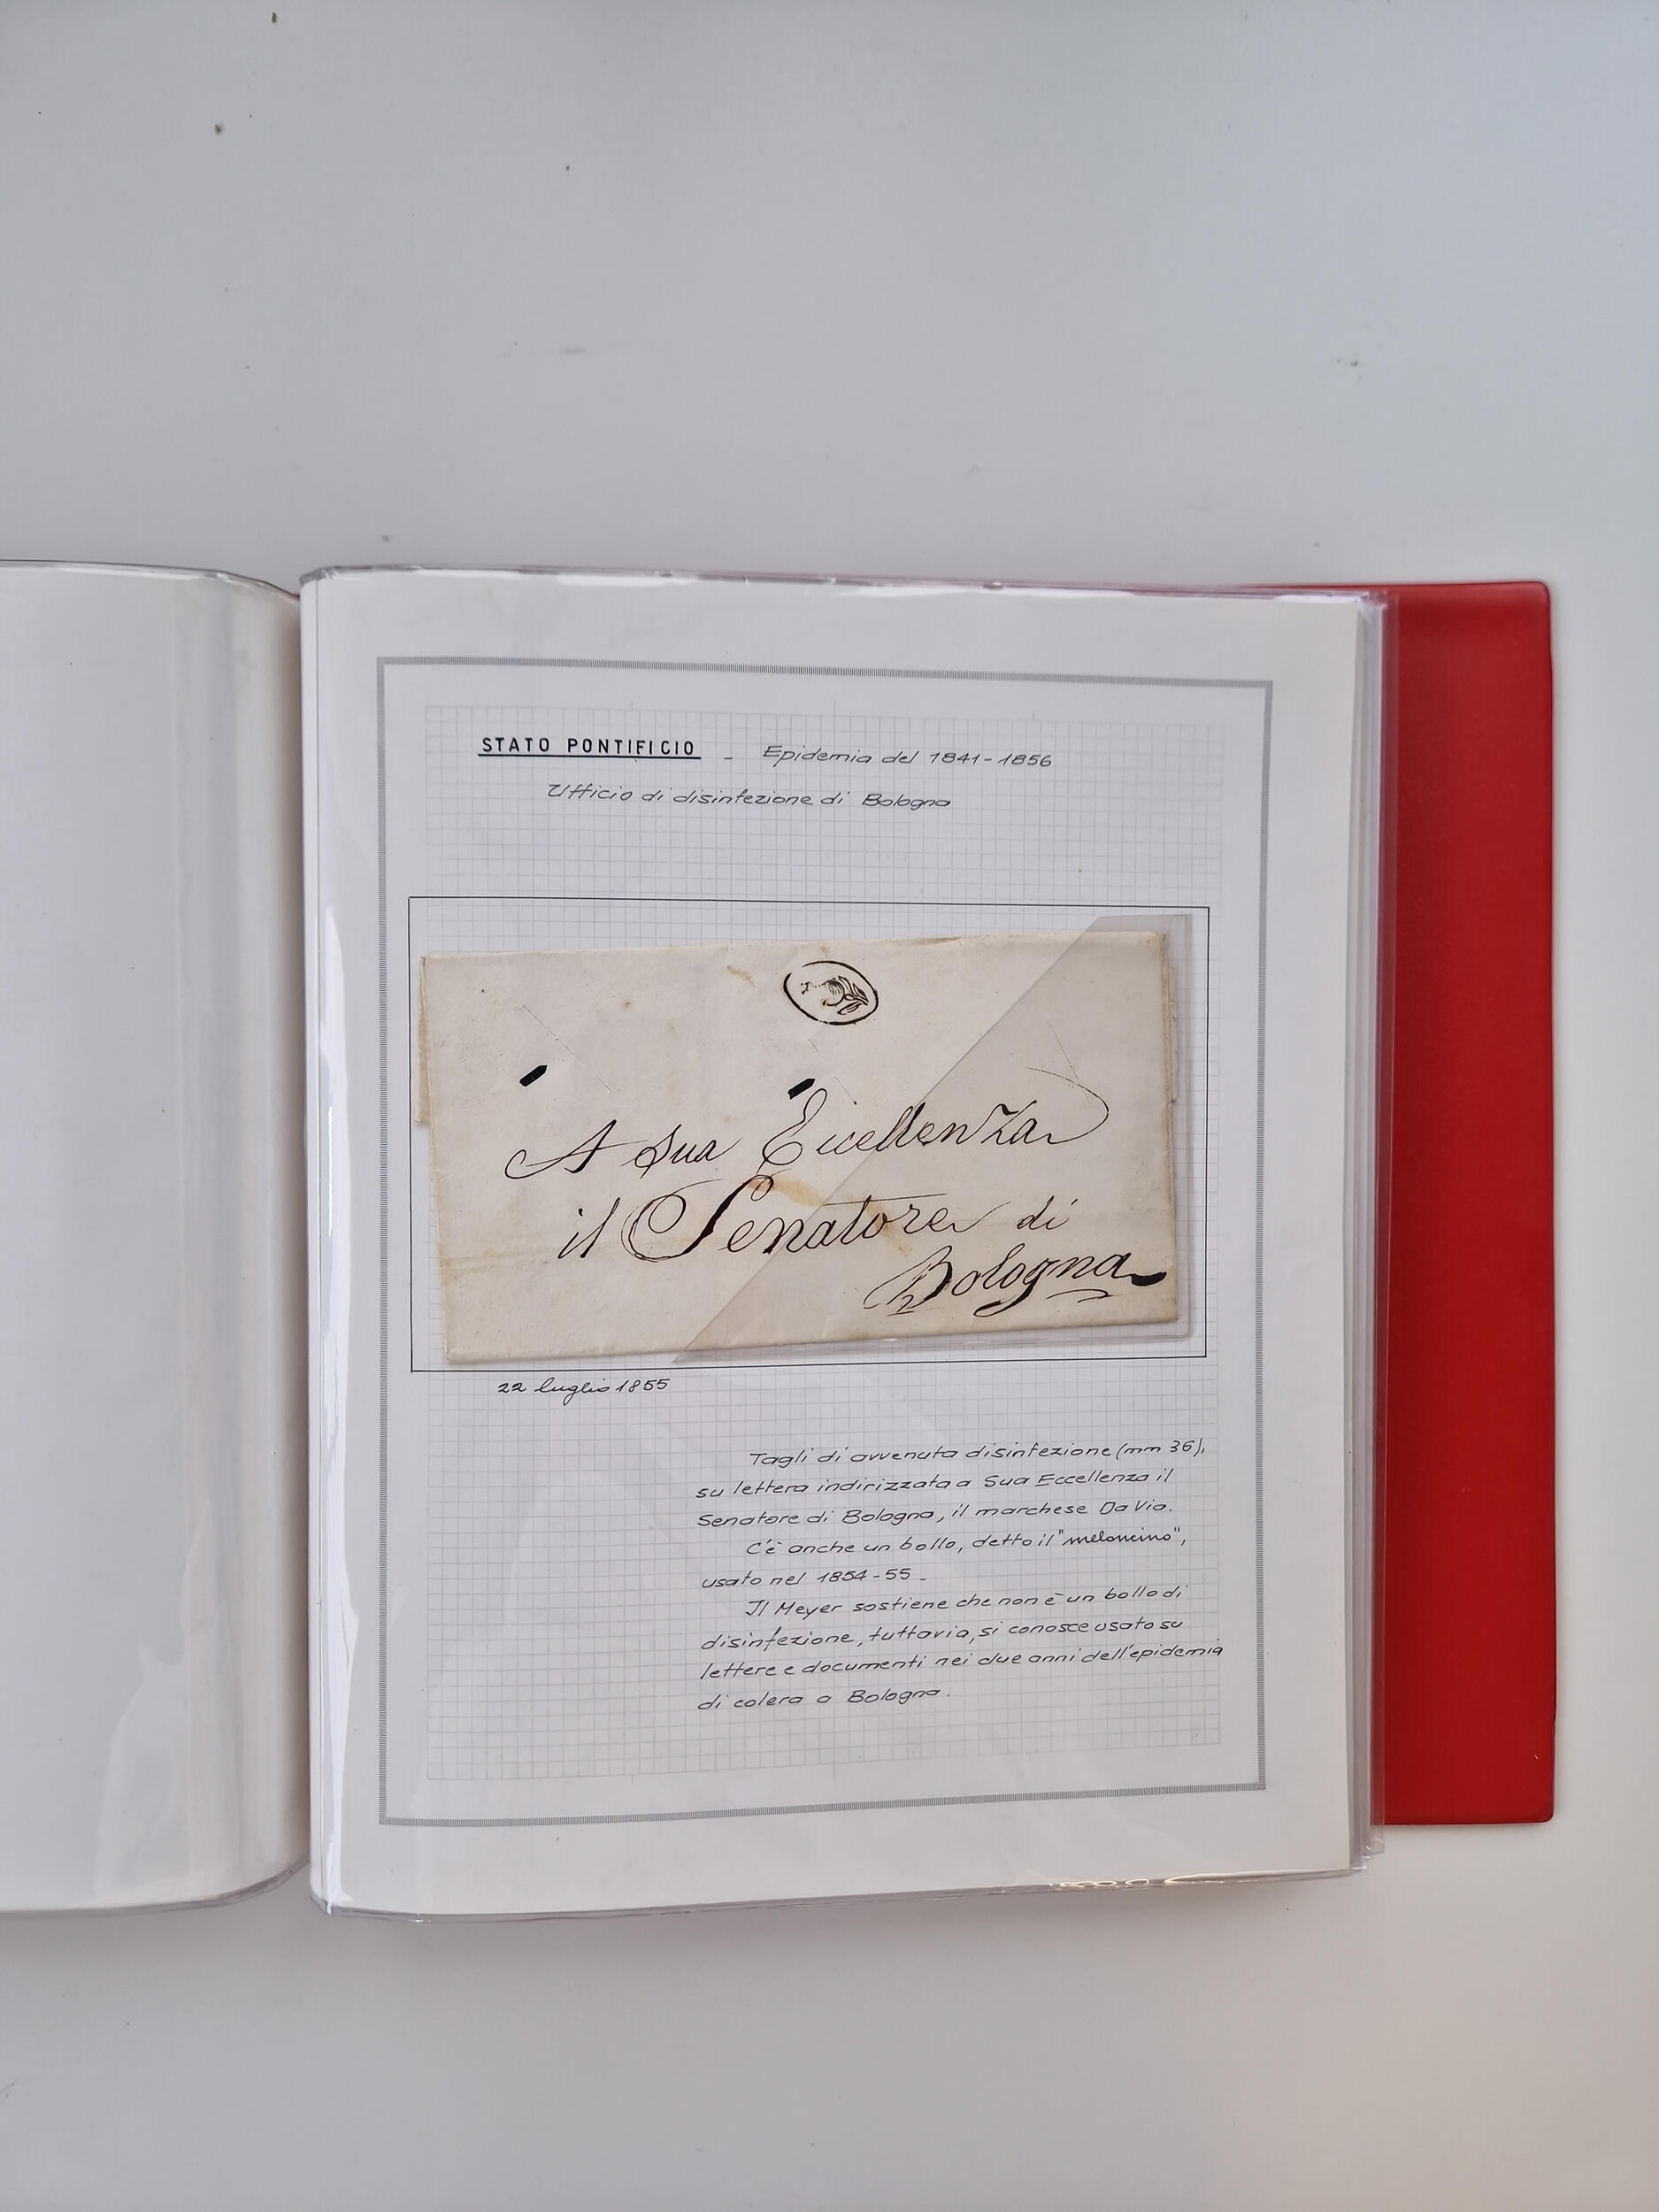 STATO PONTIFICIO - Epidemia del 1841-1856
Ufficio di disinfezione di Bologna
A sua Eccellenza
il Senatore di
Bologna
22 luglio 1855
Tagli di avvenuta disinfezione (mm 36),
su lettera indirizzata a Sua Eccellenza il
Senatore di Bologna, il marchese Da Via.
C'è anche un bollo, detto il "meloncino",
usato nel 1854-55 -
Il Meyer sostiene che non è un bollo di
disinfezione, tuttavia, si conosce usato su
lettere e documenti nei due anni dell'epidemia
di colera a Bologna.